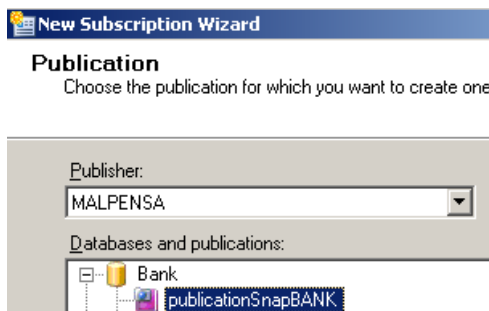 New Subscription Wizard
Publication
Choose the publication for which you want to create one
Publisher:
MALPENSA
Databases and publications:
Bank
publicationSnapBANK